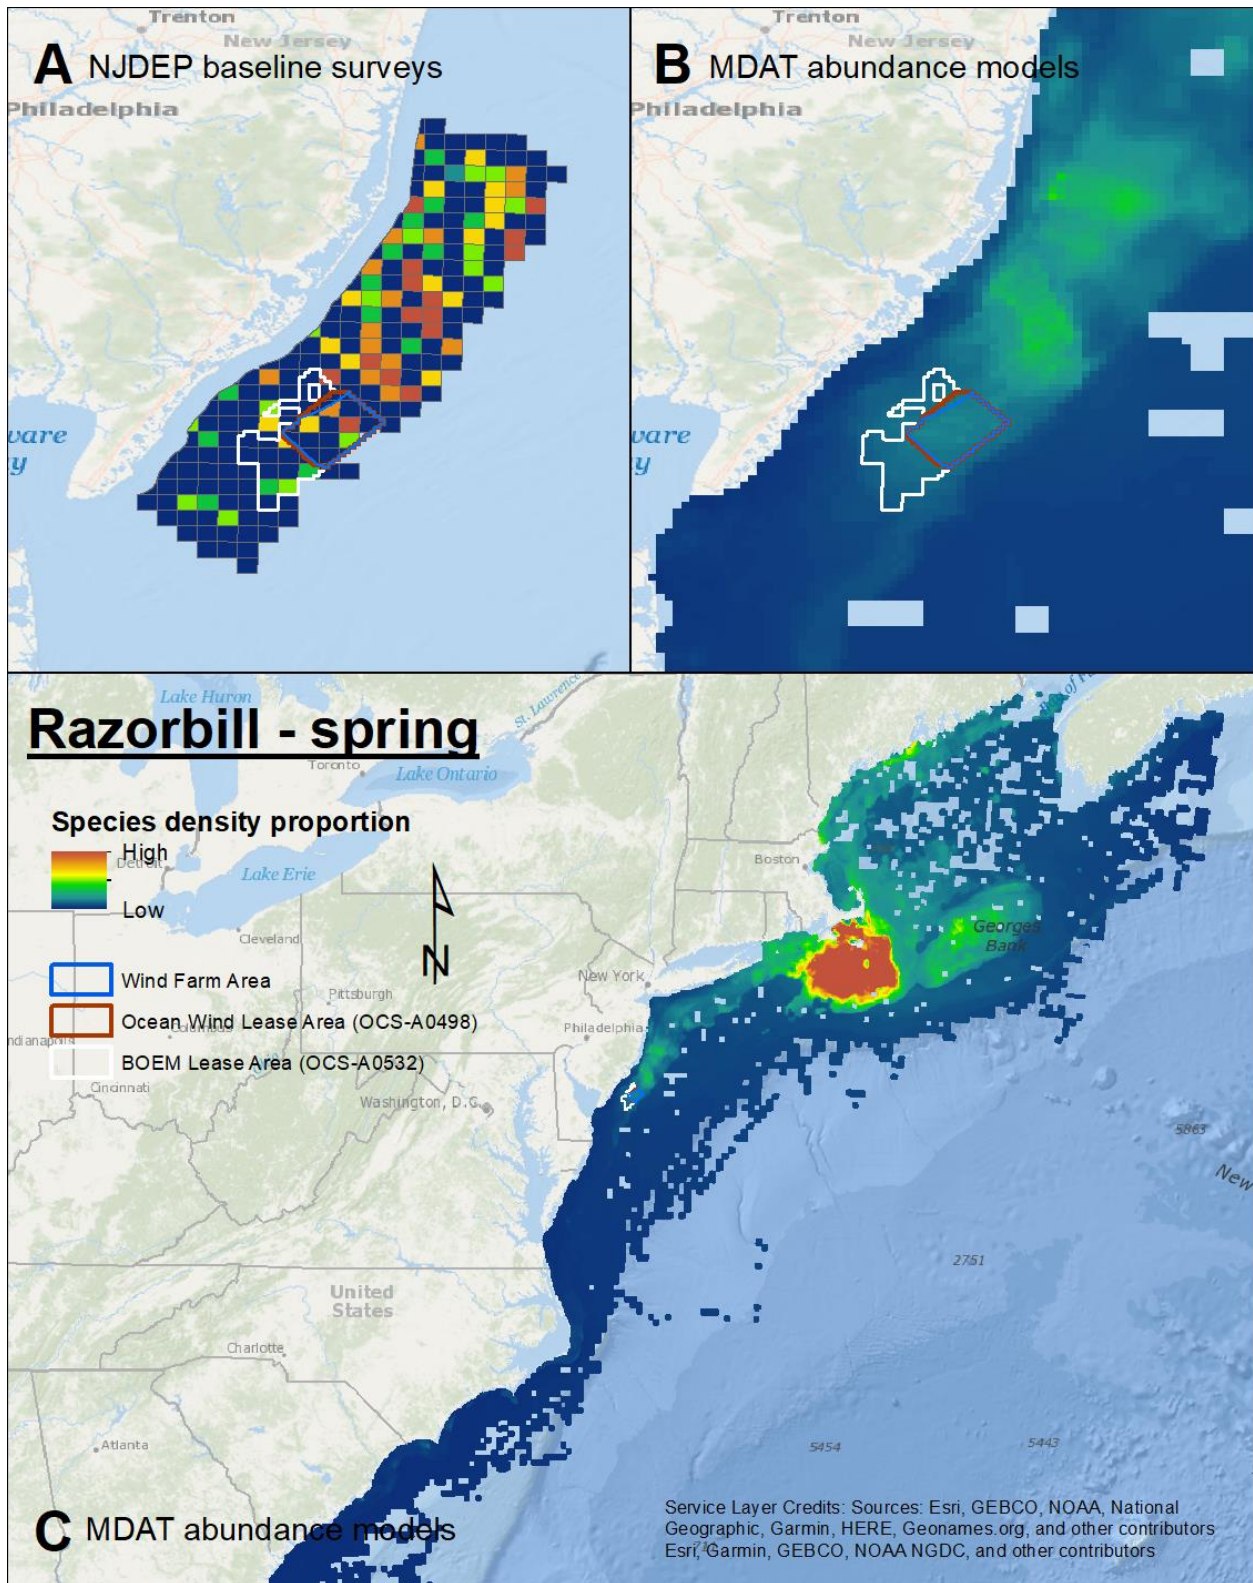 Trenton
New Jersey
A NJDEP baseline surveys
Philadelphia
ware
y
Trenton
New Jersey
B MDAT abundance models
Philadelphia
ware
y
Lake Huron
St. Lawrence
Razorbill - spring
Toronto
Lake Ontario
Species density proportion
High
Detroit
Low
Lake Erie
Boston
Cleveland
Georges
Bank
Wind Farm Area
New York
Pittsburgh
Ocean Wind Lease Area (OCS-A0498)
Columbus
Philadelphia
ndianapolis
BOEM Lease Area (OCS-A0532)
Cincinnati
Washington, D.C.
5863
New
2751
United
States
Charlotte
Atlanta
5454
5443
C MDAT abundance models
Service Layer Credits: Sources: Esri, GEBCO, NOAA, National
Geographic, Garmin, HERE, Geonames.org, and other contributors
Esri, Garmin, GEBCO, NOAA NGDC, and other contributors